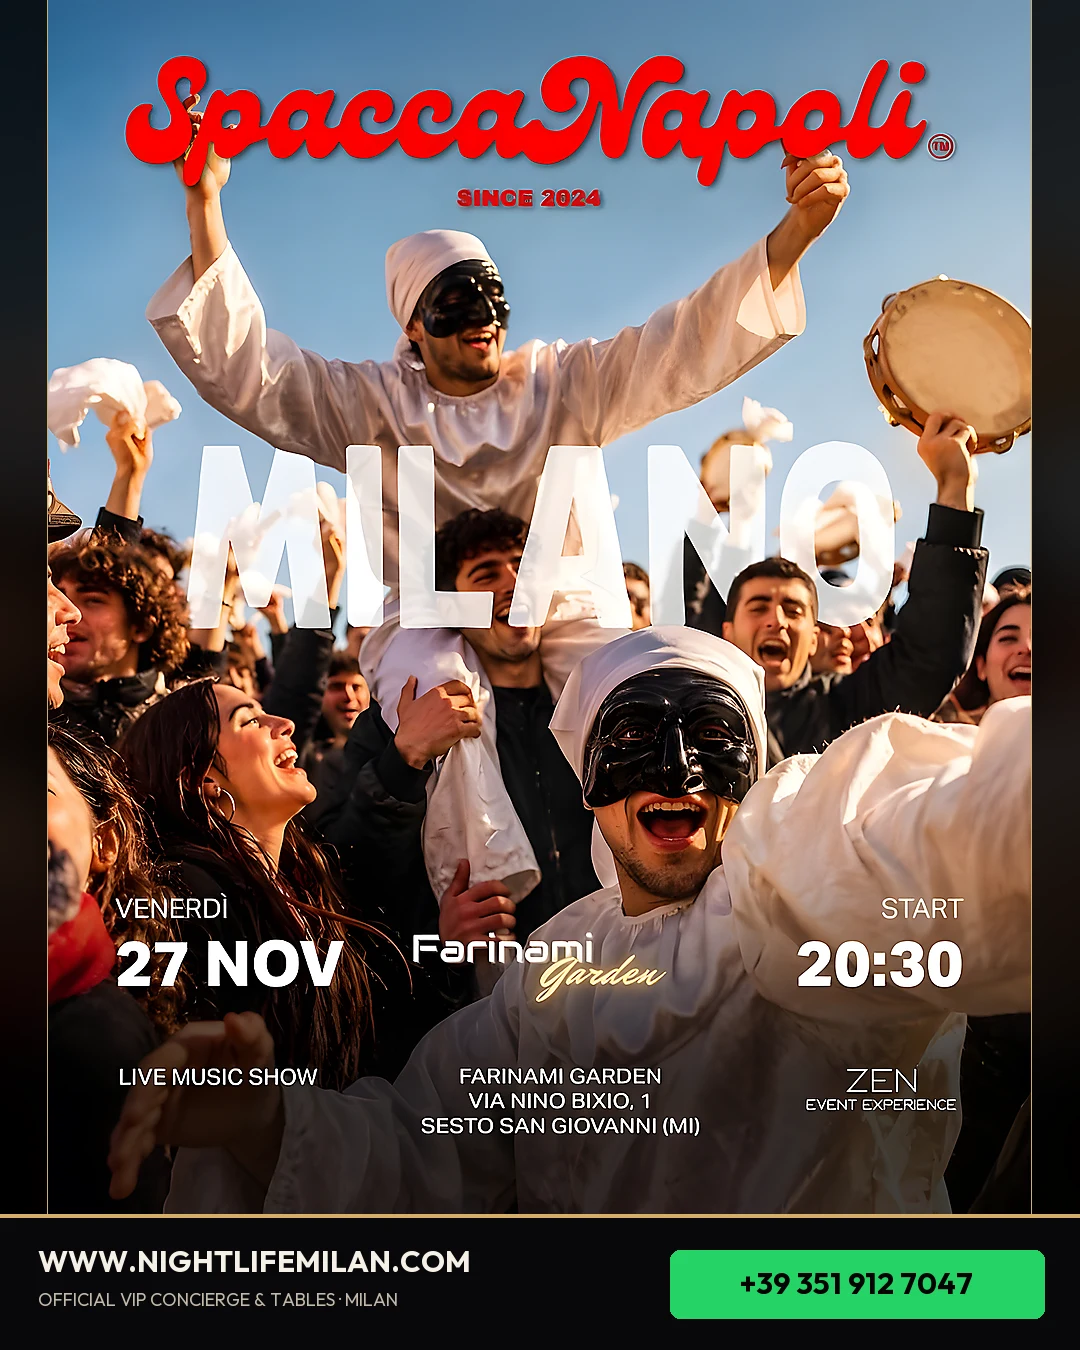 SpaccaNapoli
TM
SINCE 2024
MILANO
VENERDÌ
27 NOV
Farinami
garden
START
20:30
LIVE MUSIC SHOW
FARINAMI GARDEN
VIA NINO BIXIO, 1
SESTO SAN GIOVANNI (MI)
ZEN
EVENT EXPERIENCE
WWW.NIGHTLIFEMILAN.COM
OFFICIAL VIP CONCIERGE & TABLES · MILAN
+39 351 912 7047